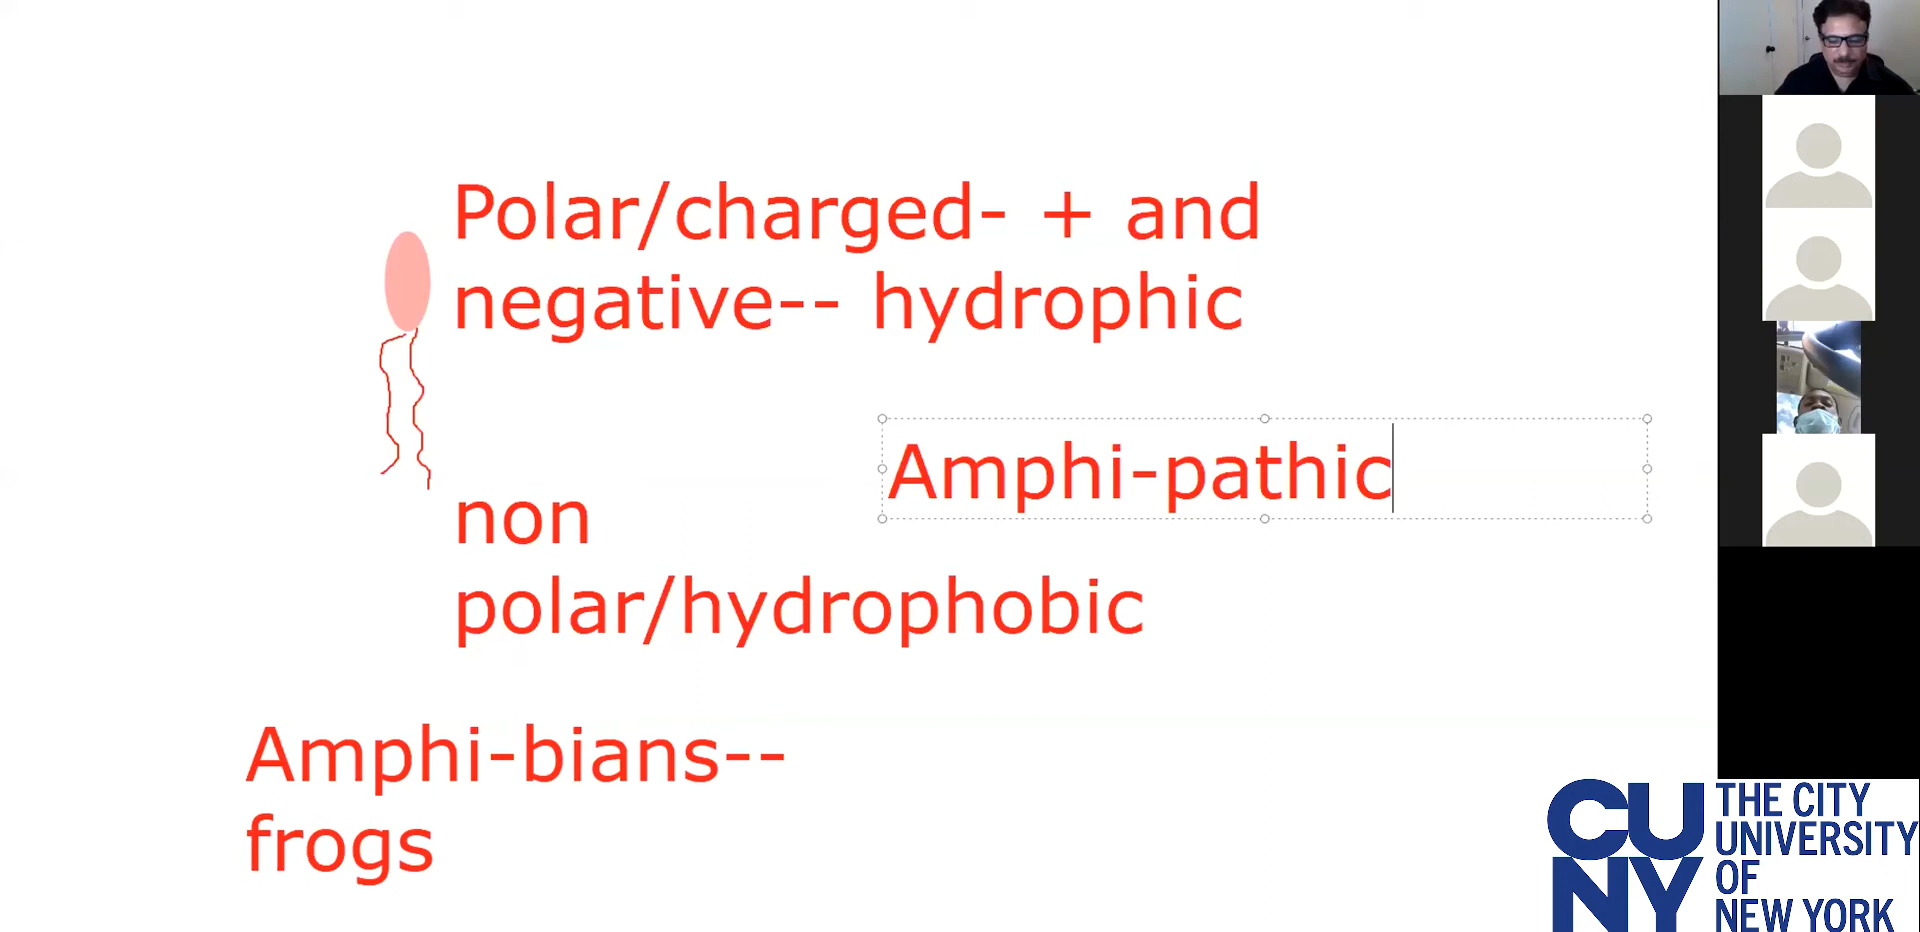 Polar/charged- + and
negative-- hydrophic
Amphi-pathic
non
polar/hydrophobic
Amphi-bians--
frogs
CU
NY
THE CITY
UNIVERSITY
OF
NEW YORK